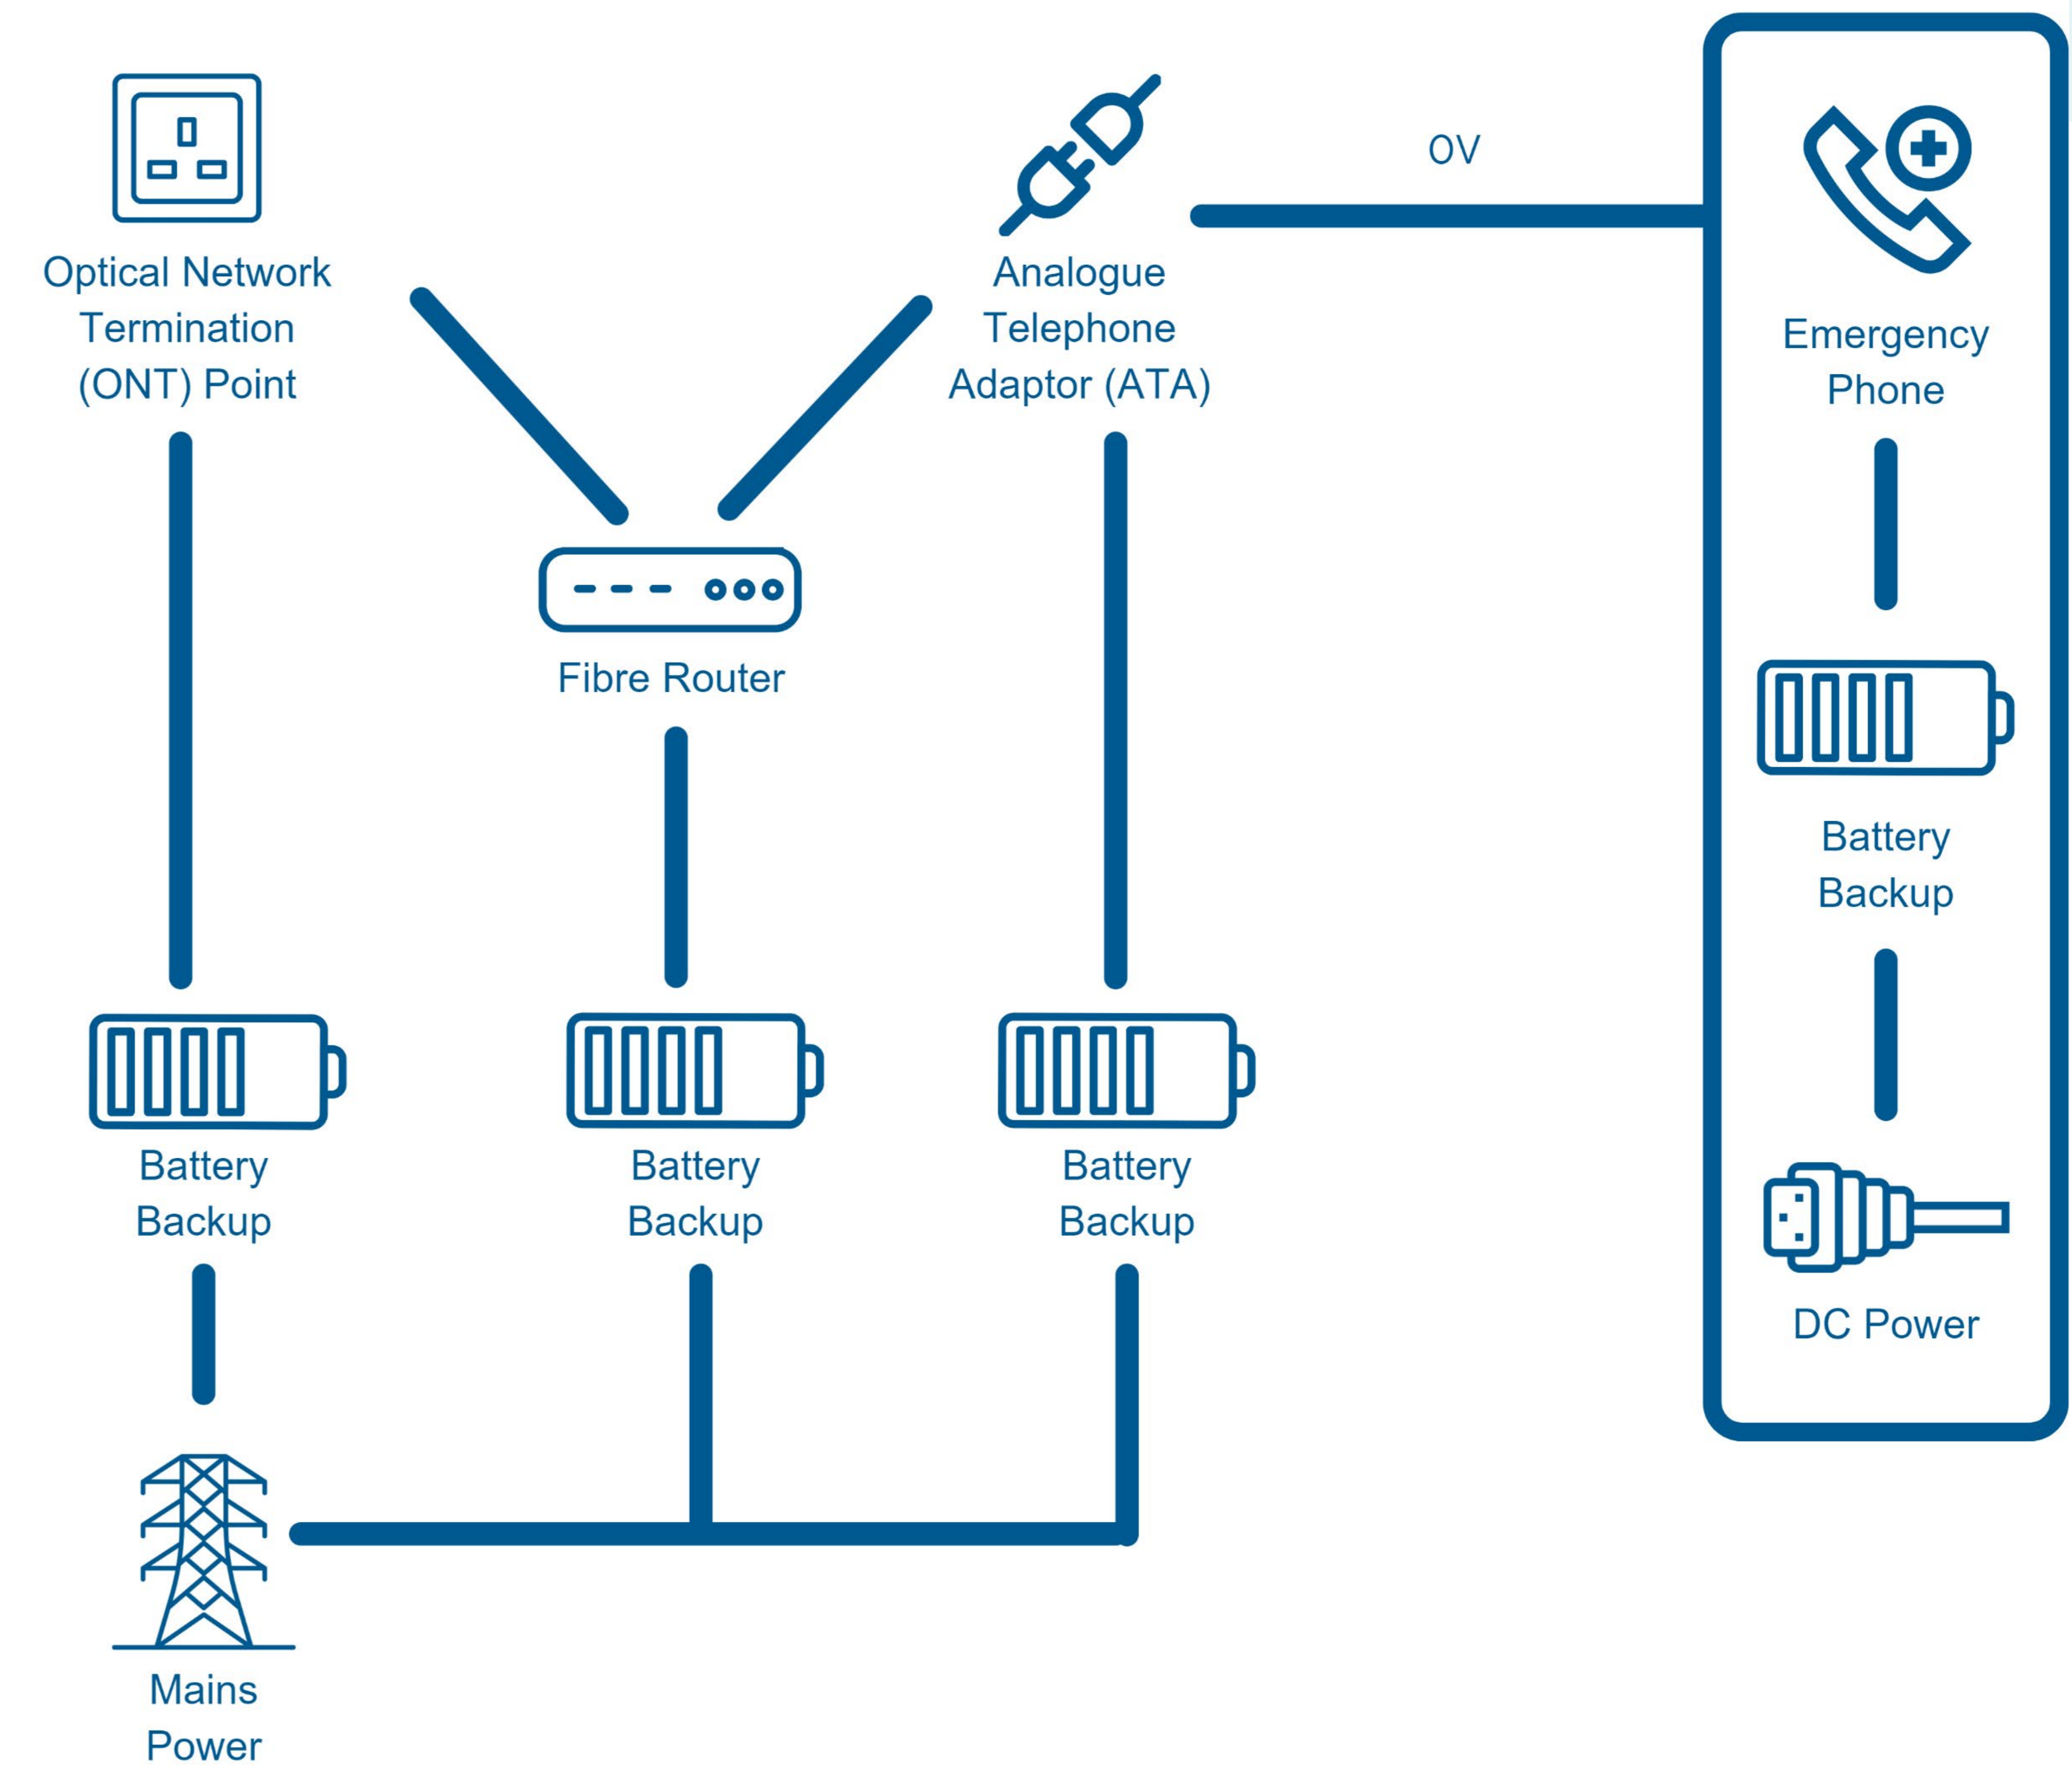 Optical Network
Termination
(ONT) Point
Analogue
Telephone
Adaptor (ATA)
0V
Emergency
Phone
Fibre Router
Battery
Backup
Battery
Backup
Battery
Backup
Battery
Backup
DC Power
Mains
Power